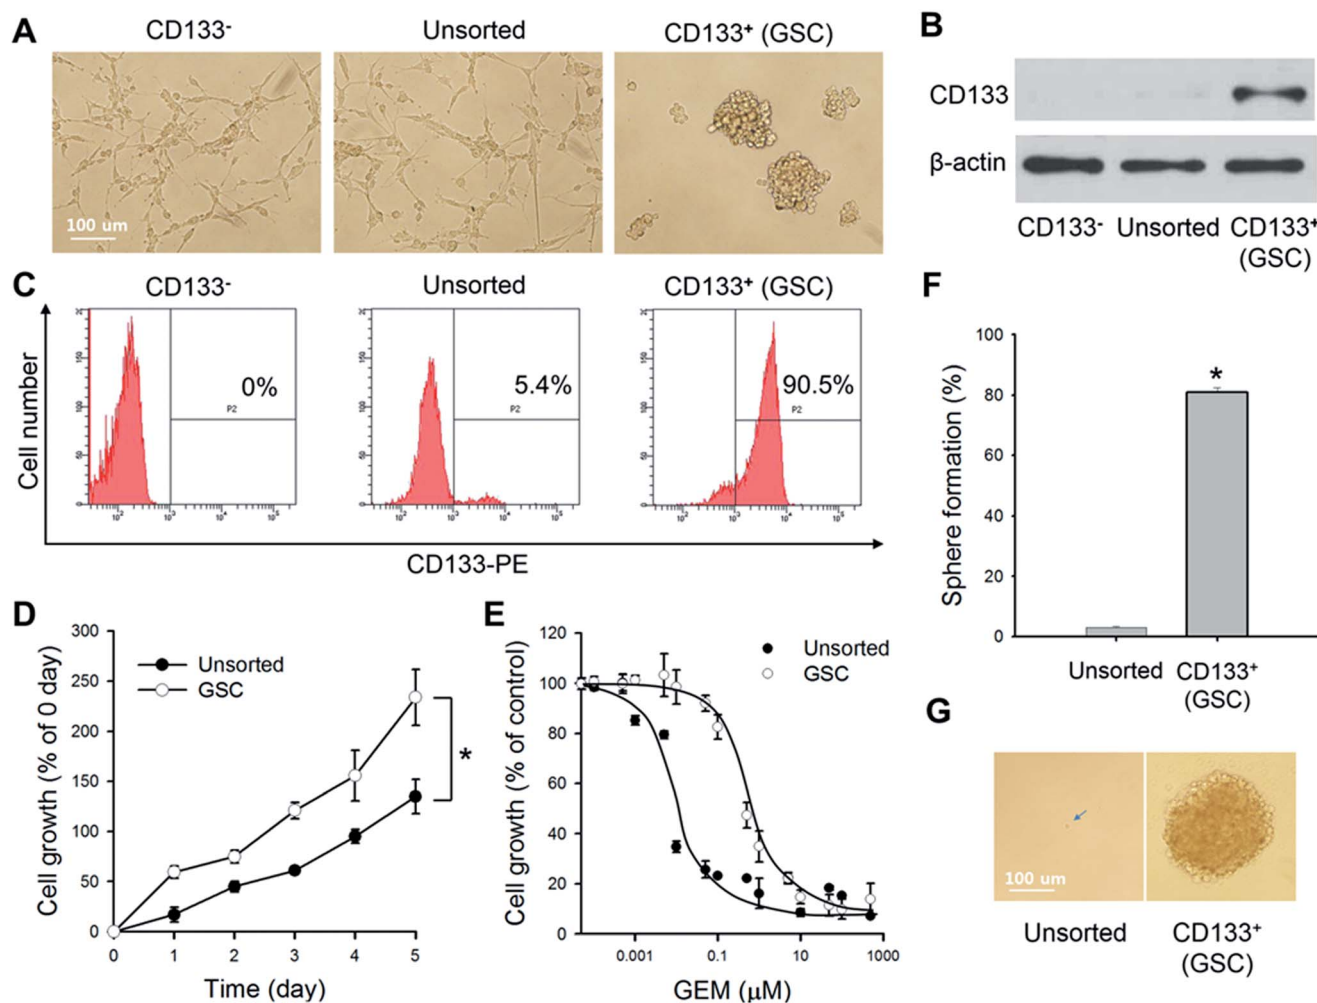 A
CD133-
Unsorted
CD133+ (GSC)
100 um
B
CD133
β-actin
CD133-
Unsorted
CD133+
(GSC)
C
CD133-
Unsorted
CD133+ (GSC)
Cell number
0%
P2
5.4%
P2
90.5%
P2
CD133-PE
D
Cell growth (% of 0 day)
300
250
200
150
100
50
0
Unsorted
GSC
*
0 1 2 3 4 5
Time (day)
E
Cell growth (% of control)
120
100
80
60
40
20
0
Unsorted
GSC
0.001 0.1 10 1000
GEM (μM)
F
Sphere formation (%)
100
80
60
40
20
0
*
Unsorted
CD133+
(GSC)
G
100 um
Unsorted
CD133+
(GSC)